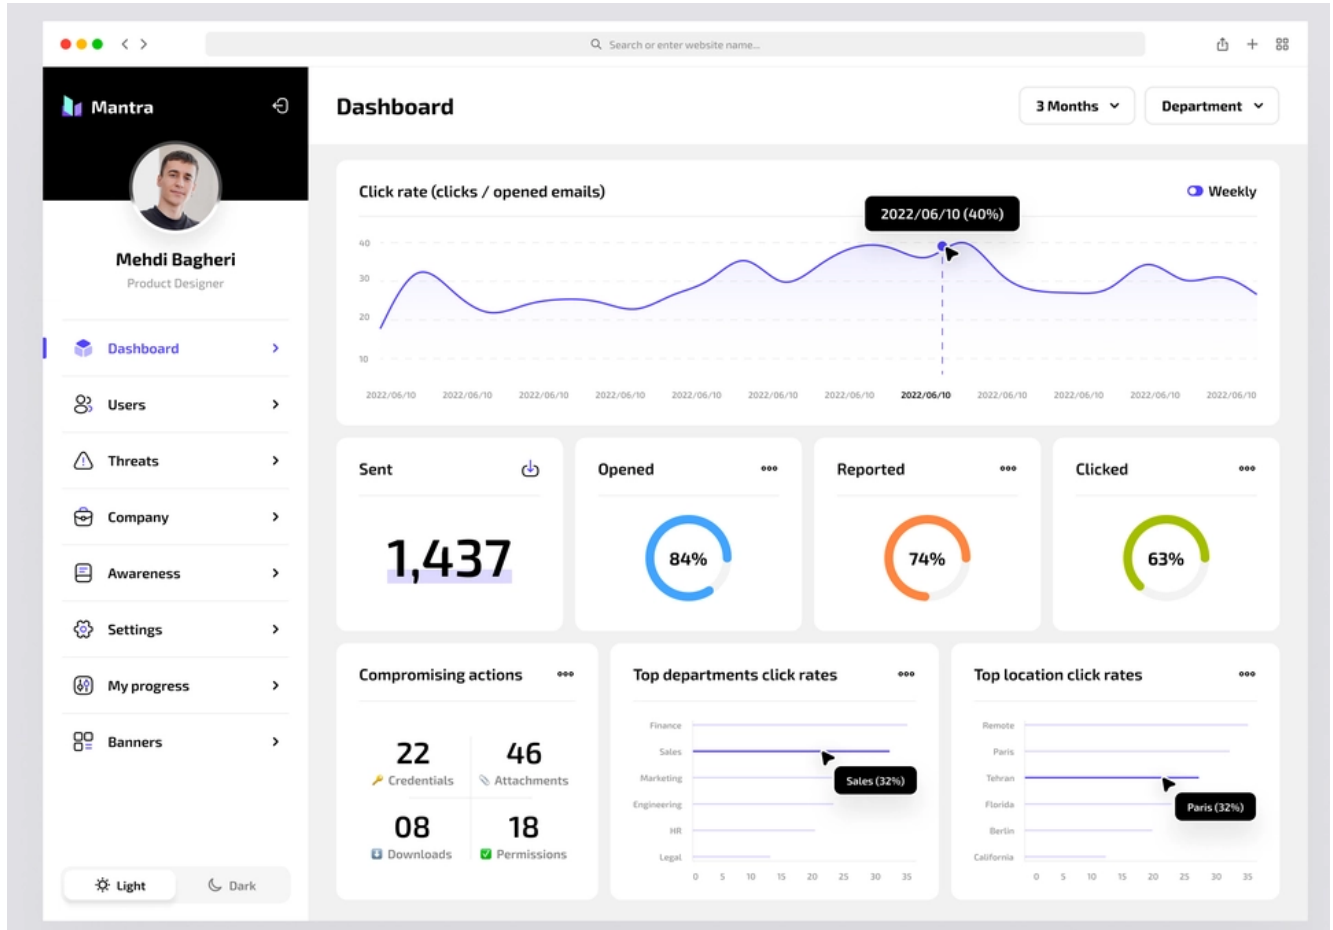 Search or enter website name...
Mantra
Dashboard
3 Months
Department
Mehdi Bagheri
Product Designer
Dashboard
Users
Threats
Company
Awareness
Settings
My progress
Banners
Light
Dark
Click rate (clicks / opened emails)
Weekly
2022/06/10 (40%)
40
30
20
10
2022/06/10 2022/06/10 2022/06/10 2022/06/10 2022/06/10 2022/06/10 2022/06/10 2022/06/10 2022/06/10 2022/06/10 2022/06/10 2022/06/10
Sent
1,437
Opened
84%
Reported
74%
Clicked
63%
Compromising actions
22
Credentials
46
Attachments
08
Downloads
18
Permissions
Top departments click rates
Finance
Sales
Marketing
Sales (32%)
Engineering
HR
Legal
0 5 10 15 20 25 30 35
Top location click rates
Remote
Paris
Tehran
Florida
Paris (32%)
Berlin
California
0 5 10 15 20 25 30 35